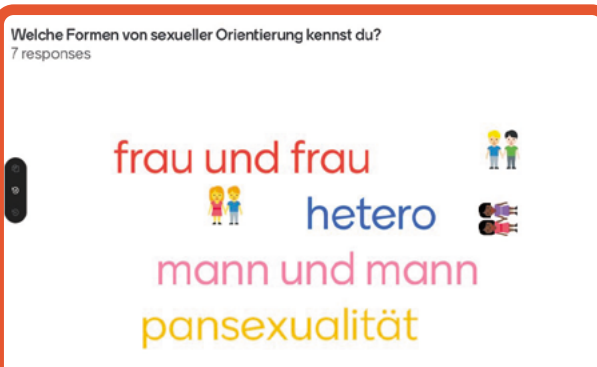 Welche Formen von sexueller Orientierung kennst du?
7 responses
frau und frau
hetero
mann und mann
pansexualität